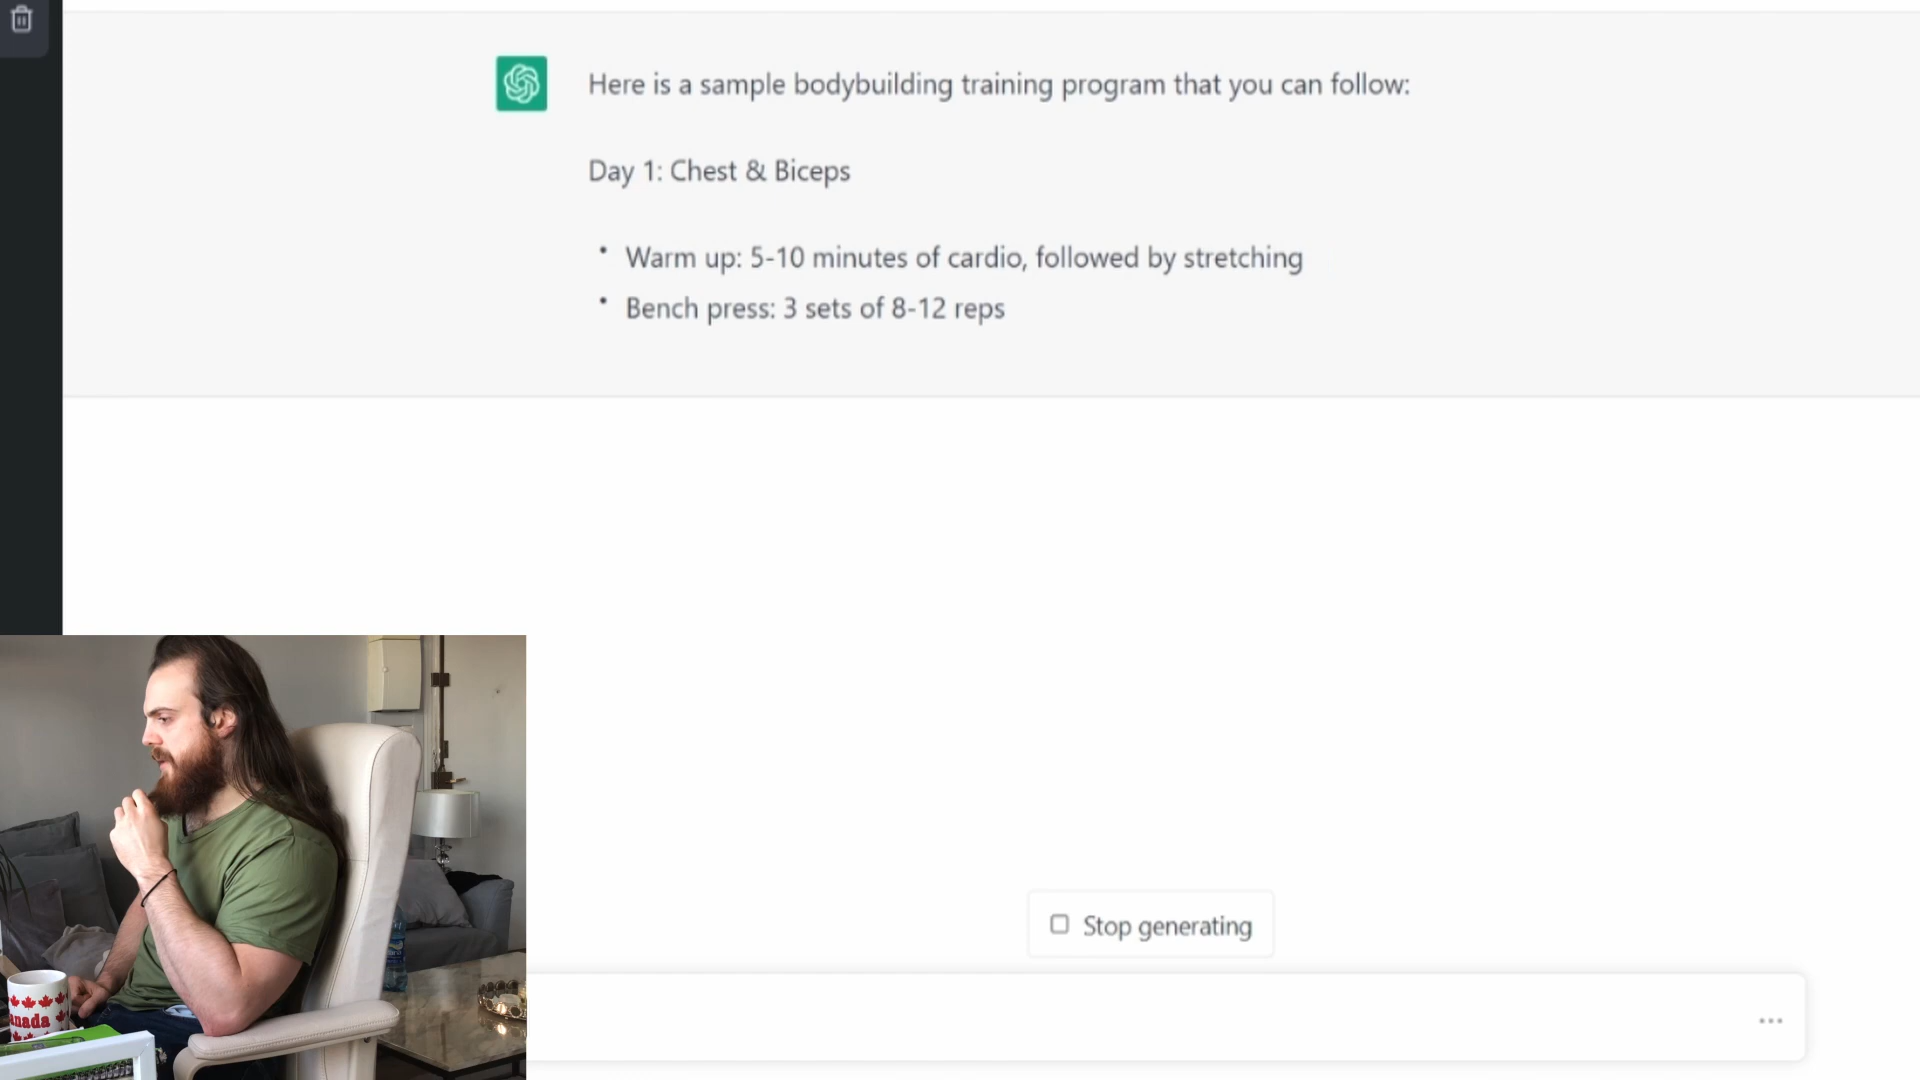 Here is a sample bodybuilding training program that you can follow:
Day 1: Chest & Biceps
• Warm up: 5-10 minutes of cardio, followed by stretching
• Bench press: 3 sets of 8-12 reps
Stop generating
anada